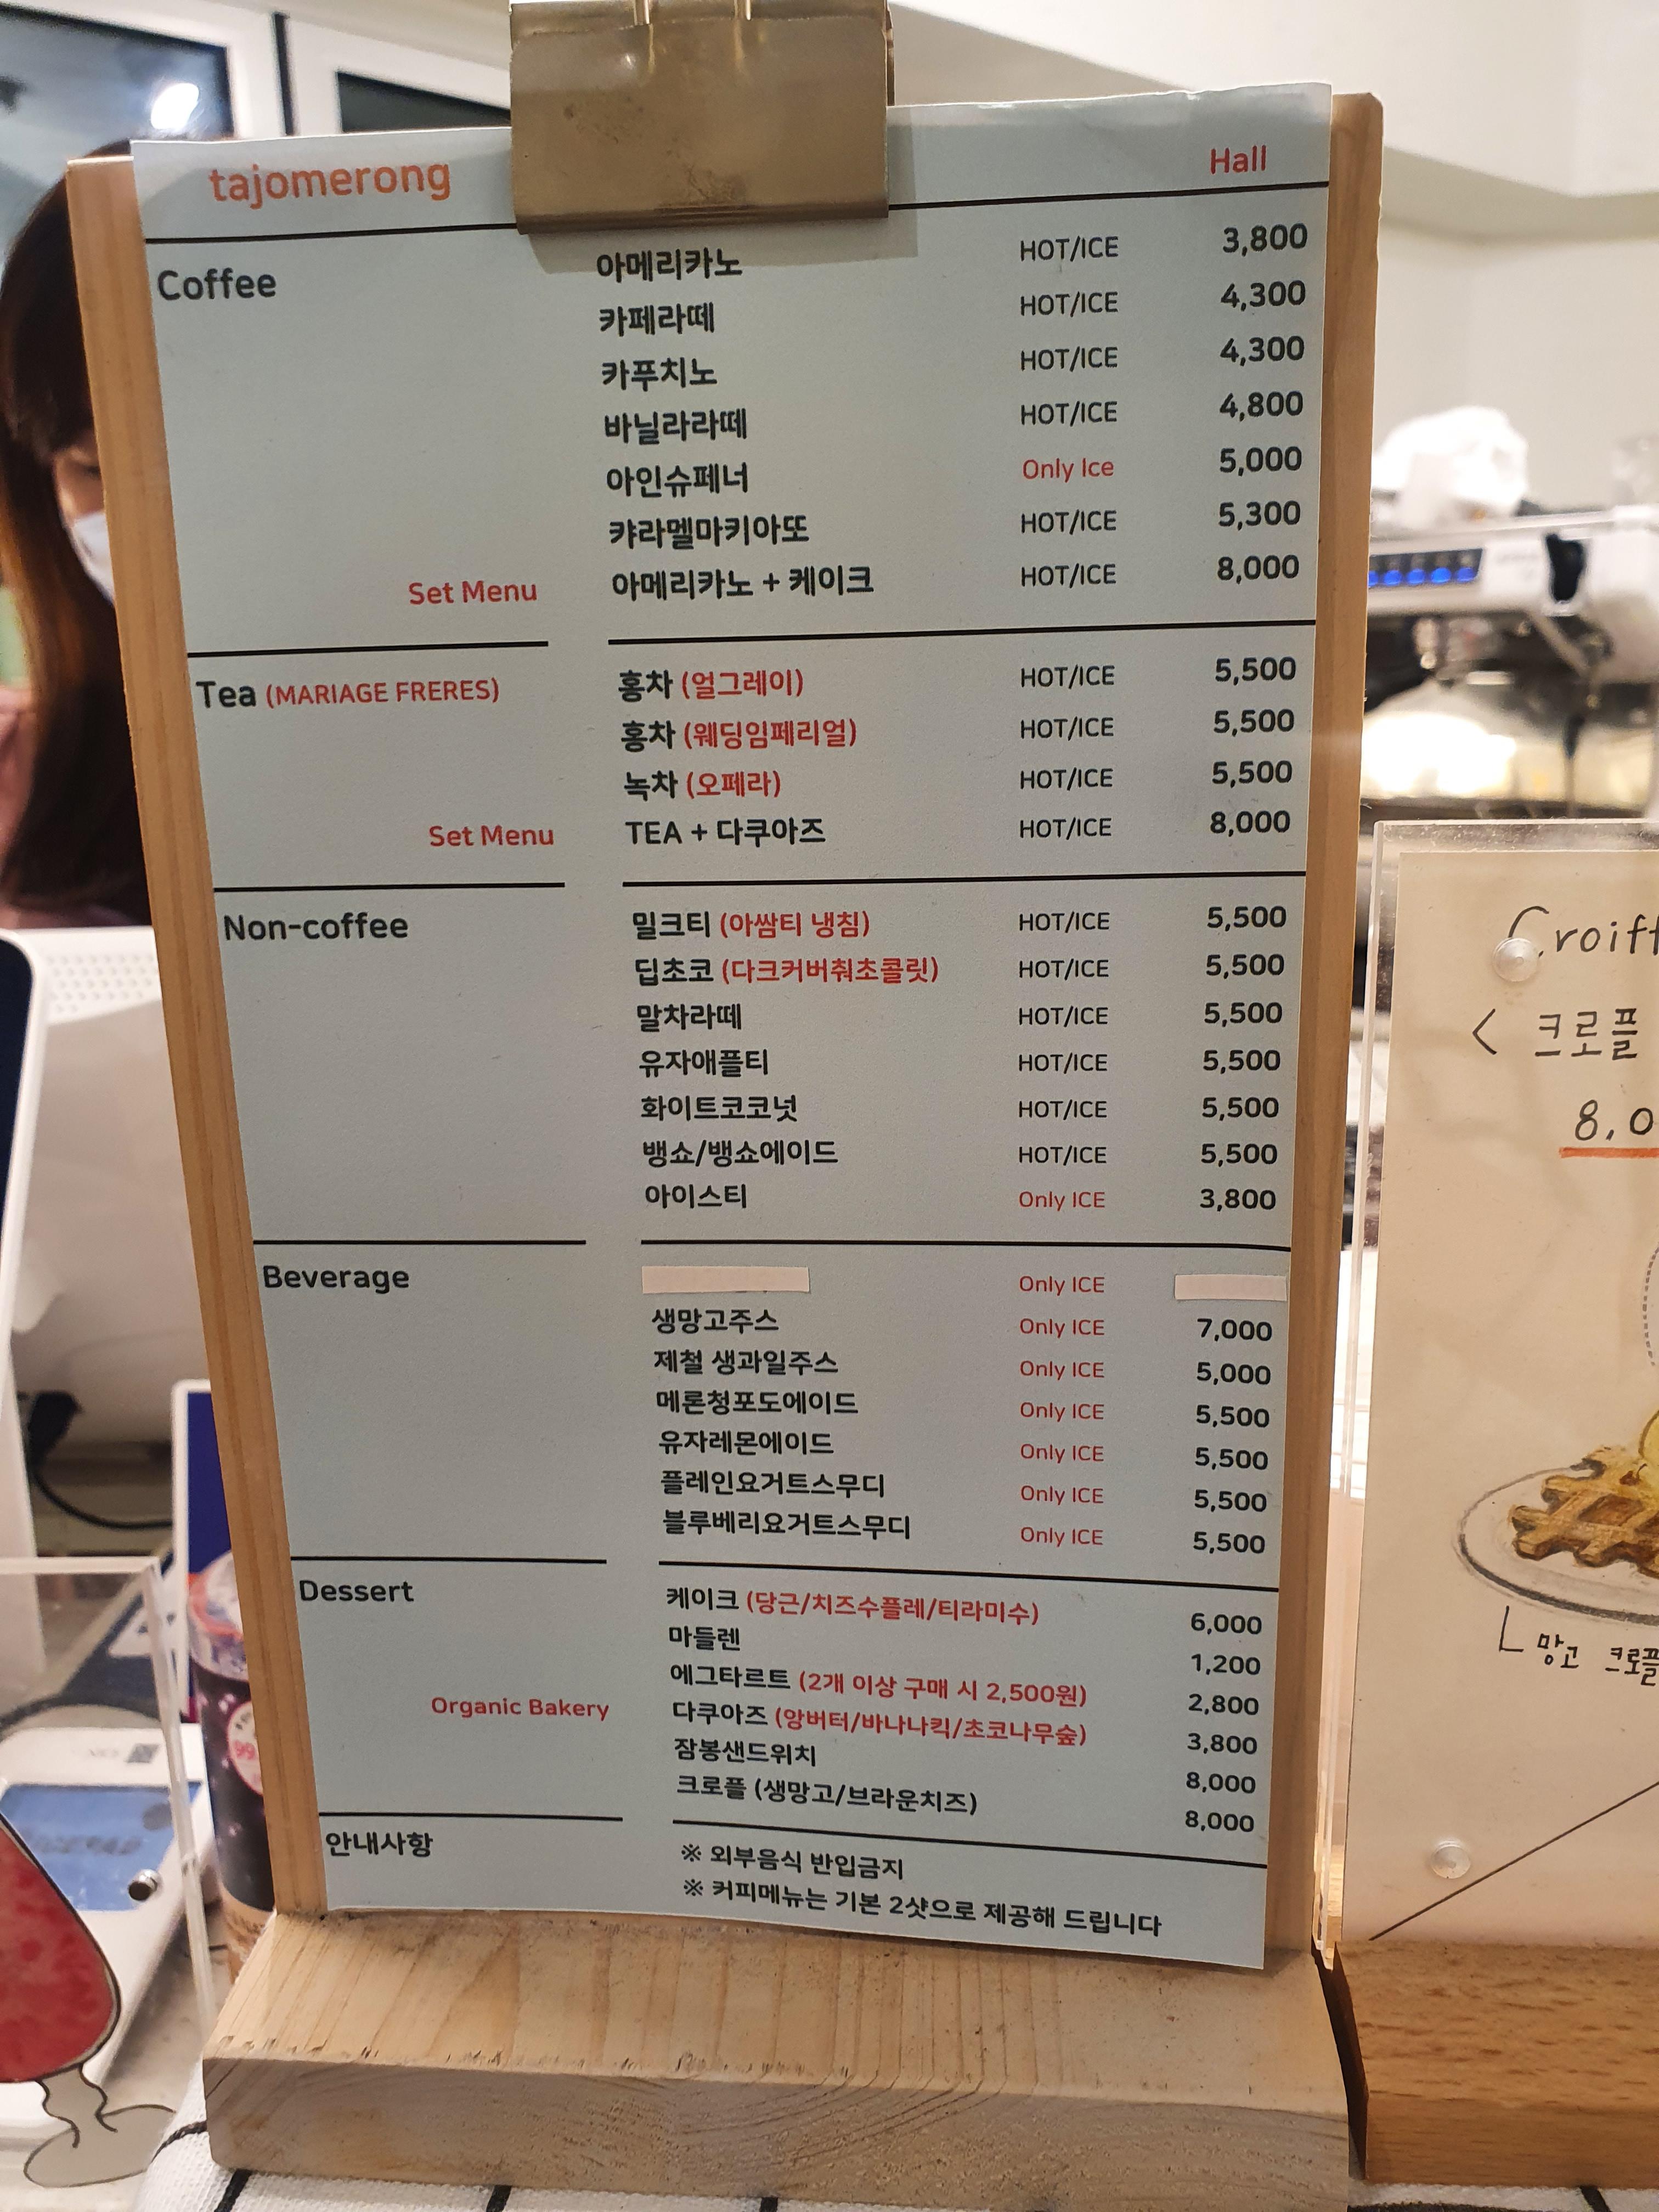 tajomerong Hall
Coffee 아메리카노 HOT/ICE 3,800
카페라떼 HOT/ICE 4,300
카푸치노 HOT/ICE 4,300
바닐라라떼 HOT/ICE 4,800
아인슈페너 Only Ice 5,000
캬라멜마키아또 HOT/ICE 5,300
Set Menu 아메리카노 + 케이크 HOT/ICE 8,000
Tea (MARIAGE FRERES) 홍차 (얼그레이) HOT/ICE 5,500
홍차 (웨딩임페리얼) HOT/ICE 5,500
녹차 (오페라) HOT/ICE 5,500
Set Menu TEA + 다쿠아즈 HOT/ICE 8,000
Non-coffee 밀크티 (아쌈티 냉침) HOT/ICE 5,500
딥초코 (다크커버춰초콜릿) HOT/ICE 5,500
말차라떼 HOT/ICE 5,500
유자애플티 HOT/ICE 5,500
화이트코코넛 HOT/ICE 5,500
뱅쇼/뱅쇼에이드 HOT/ICE 5,500
아이스티 Only ICE 3,800
Beverage Only ICE
생망고주스 Only ICE 7,000
제철 생과일주스 Only ICE 5,000
메론청포도에이드 Only ICE 5,500
유자레몬에이드 Only ICE 5,500
플레인요거트스무디 Only ICE 5,500
블루베리요거트스무디 Only ICE 5,500
Dessert 케이크 (당근/치즈수플레/티라미수) 6,000
마들렌 1,200
에그타르트 (2개 이상 구매 시 2,500원) 2,800
Organic Bakery 다쿠아즈 (앙버터/바나나킥/초코나무숲) 3,800
잠봉샌드위치 8,000
크로플 (생망고/브라운치즈) 8,000
안내사항 ※ 외부음식 반입금지
※ 커피메뉴는 기본 2샷으로 제공해 드립니다
< 크로플
망고